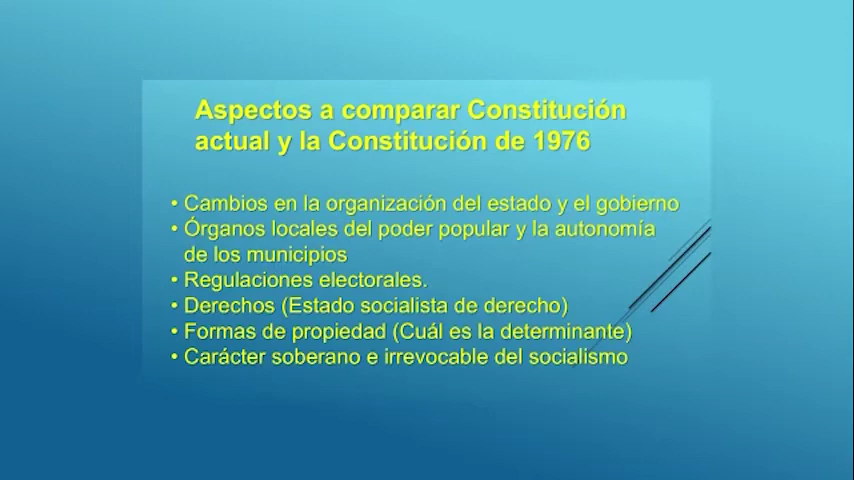 Aspectos a comparar Constitución
actual y la Constitución de 1976
• Cambios en la organización del estado y el gobierno
• Órganos locales del poder popular y la autonomía
de los municipios
• Regulaciones electorales.
• Derechos (Estado socialista de derecho)
• Formas de propiedad (Cuál es la determinante)
• Carácter soberano e irrevocable del socialismo